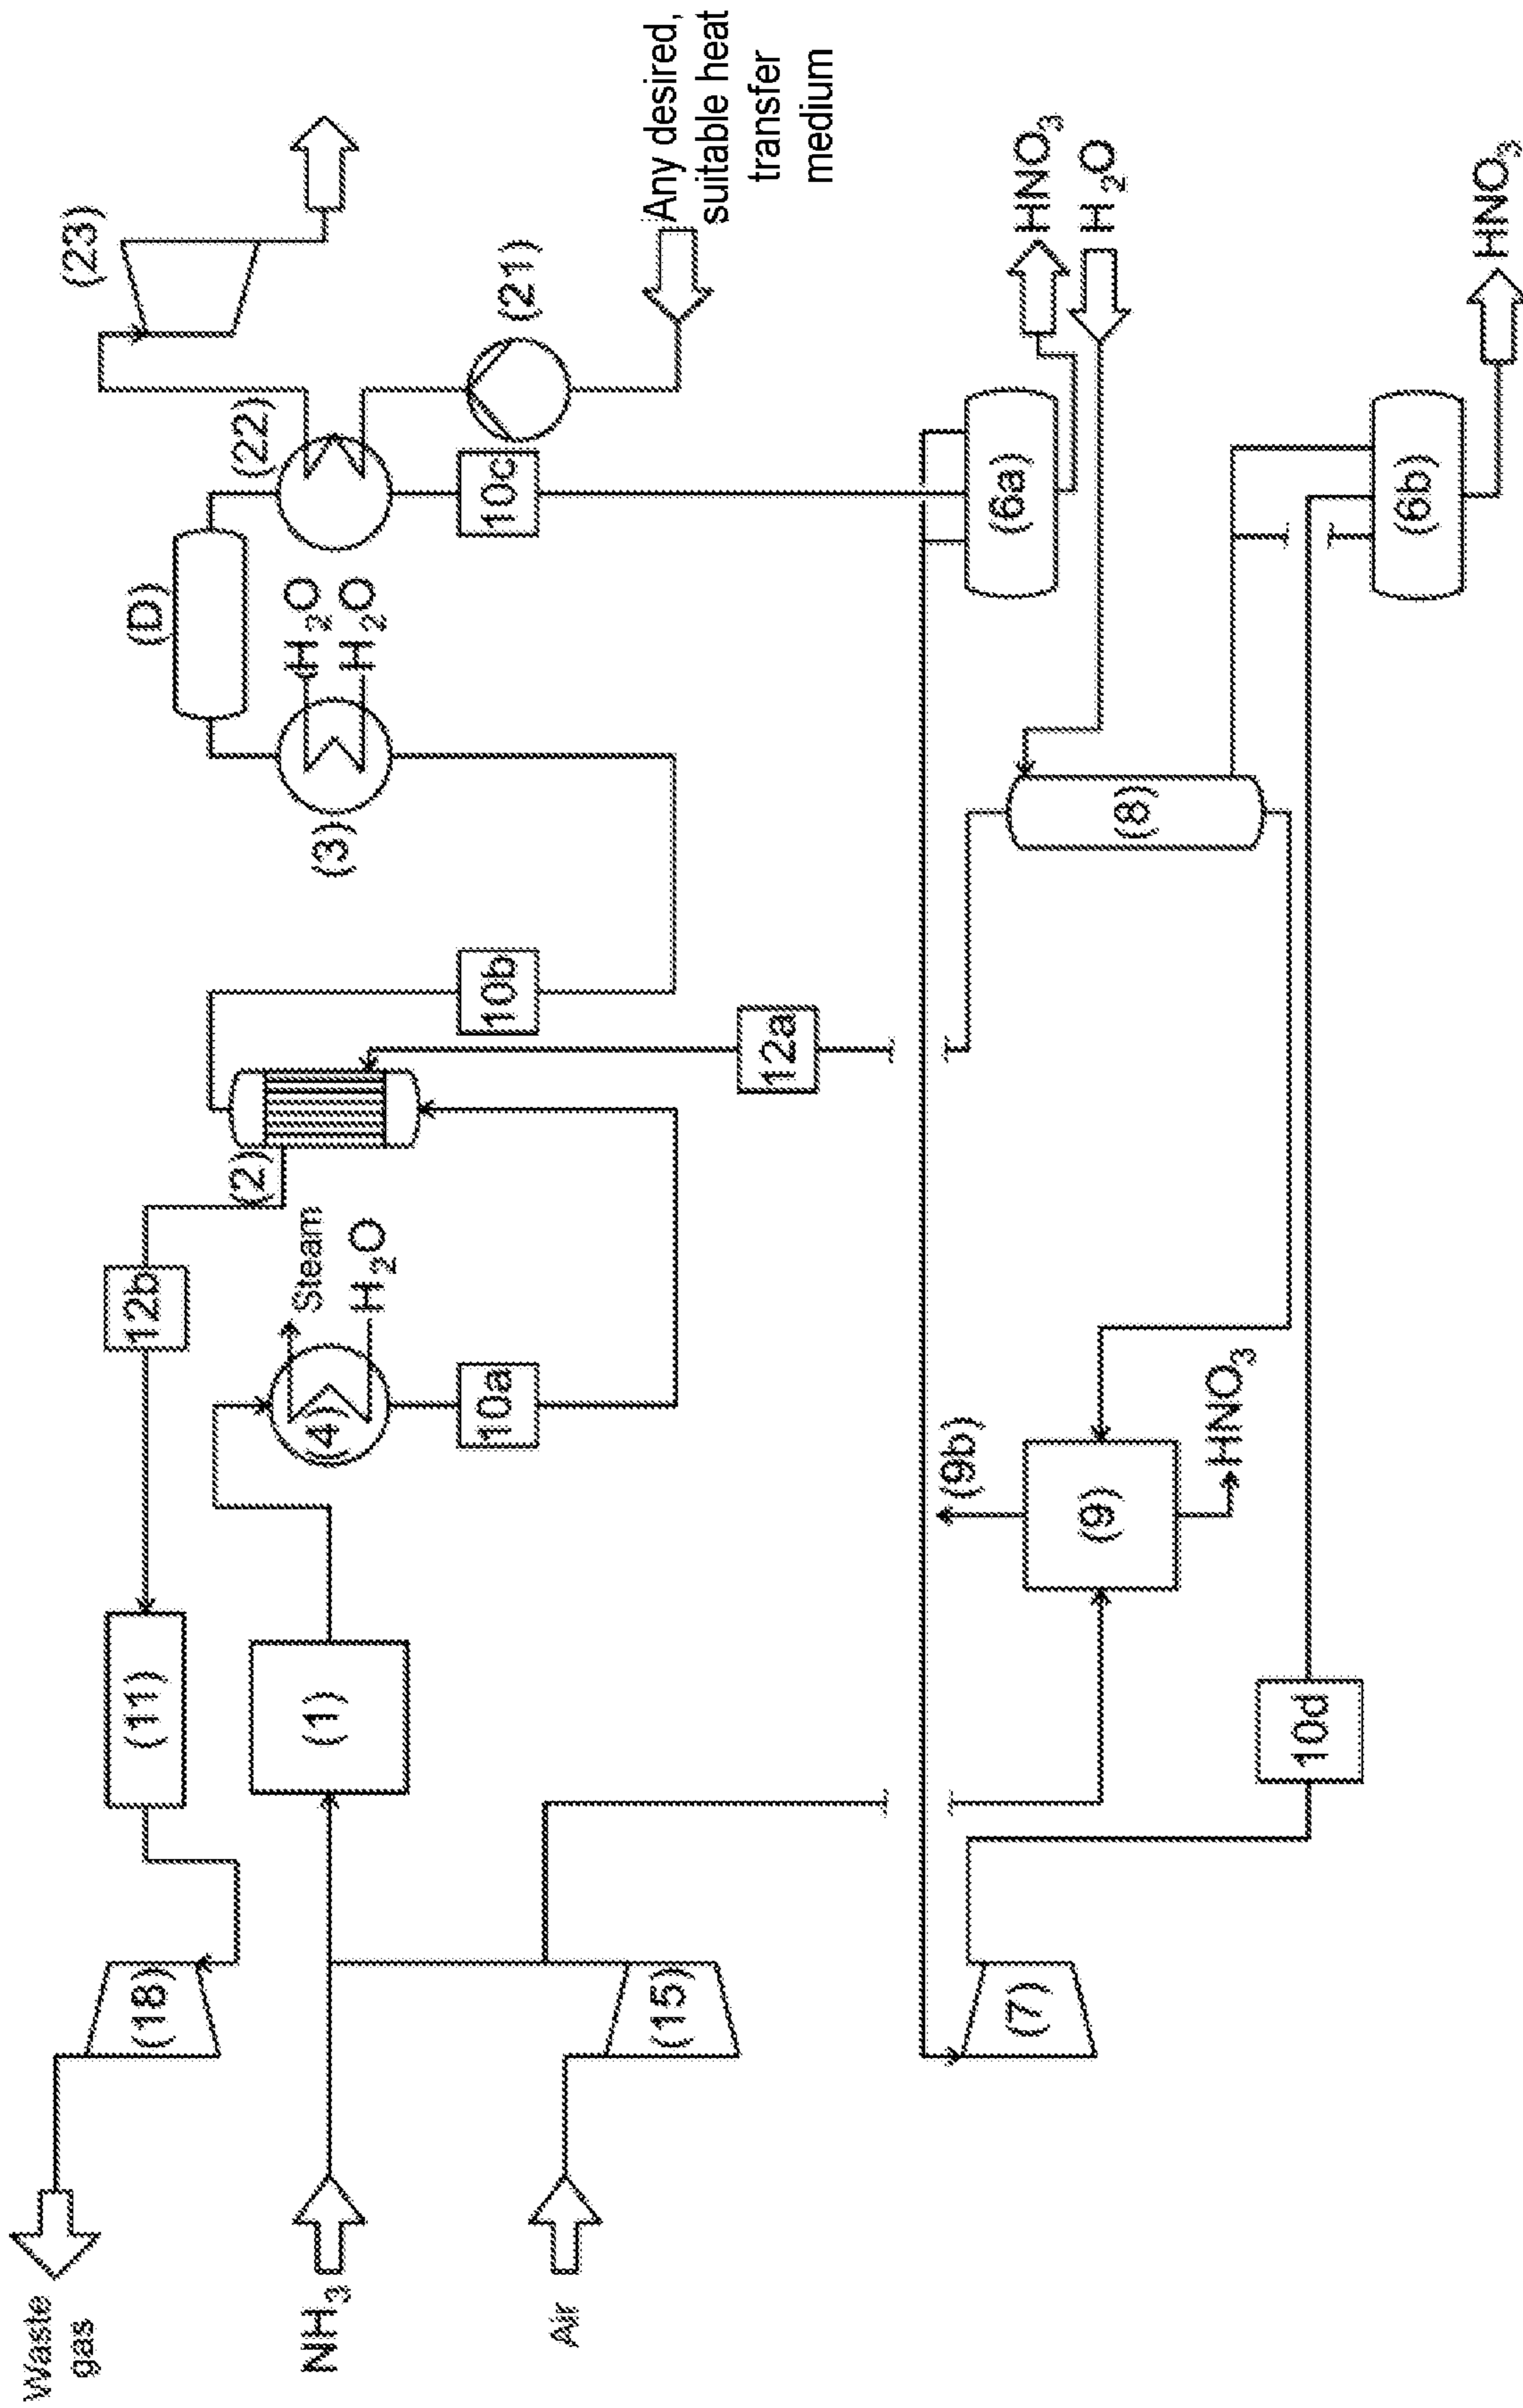 Waste
gas
(18)
(11)
12b
(2)
(D)
(23)
NH3
(1)
(4)
Steam
H2O
(3)
H2O
H2O
(22)
10a
10b
10c
(21)
Air
(15)
12a
Any desired,
suitable heat
transfer
medium
(7)
(9b)
(9)
HNO3
(8)
(6a)
HNO3
H2O
10d
(6b)
HNO3